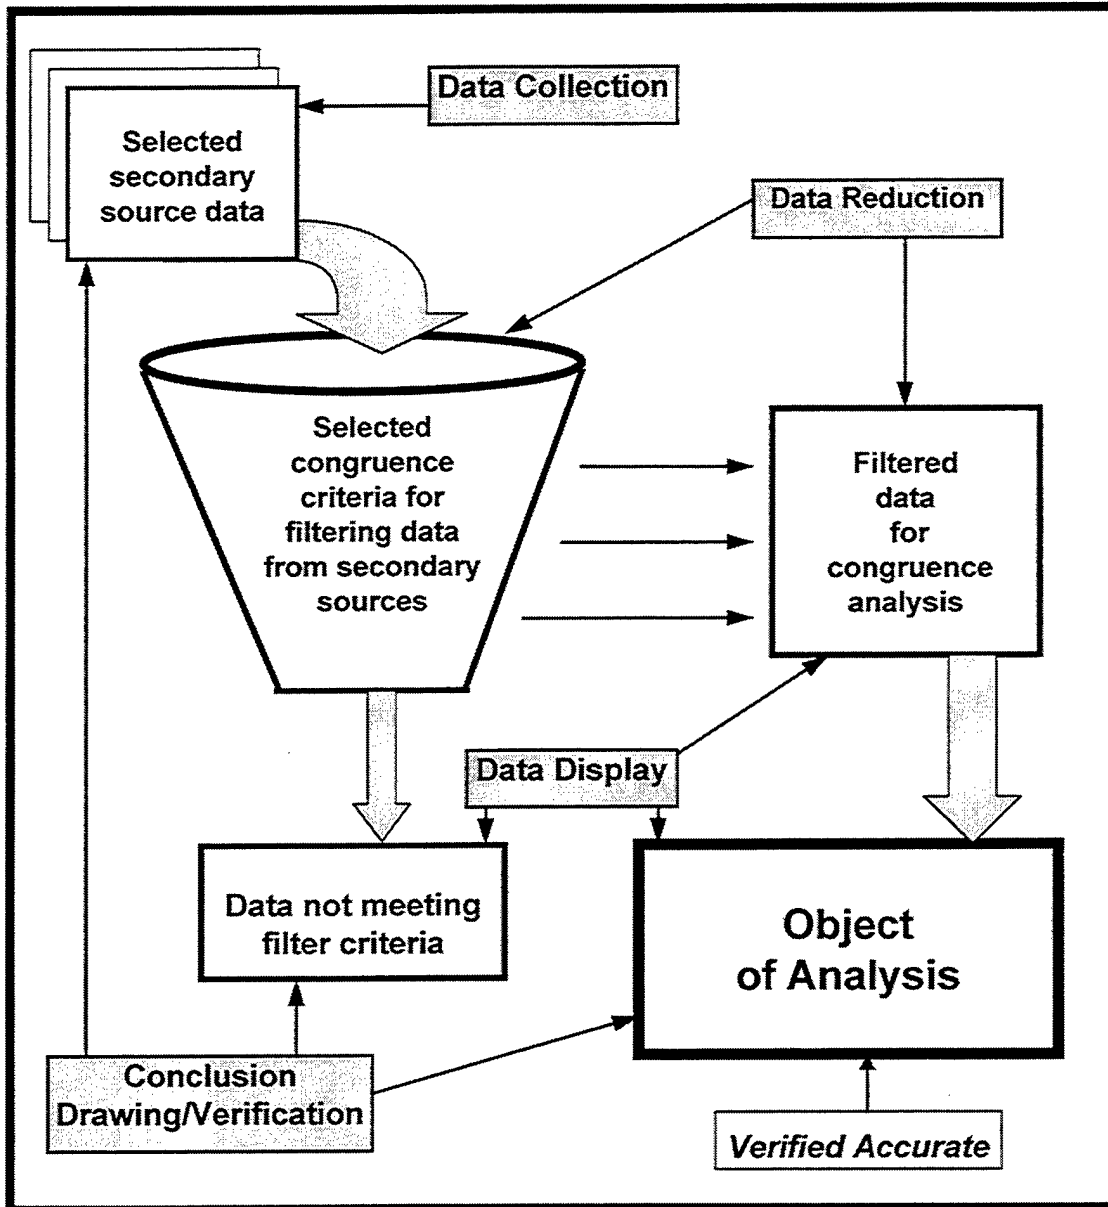 Data Collection
Selected
secondary
source data
Data Reduction
Selected
congruence
criteria for
filtering data
from secondary
sources
Filtered
data
for
congruence
analysis
Data Display
Data not meeting
filter criteria
Object
of Analysis
Conclusion
Drawing/Verification
Verified Accurate